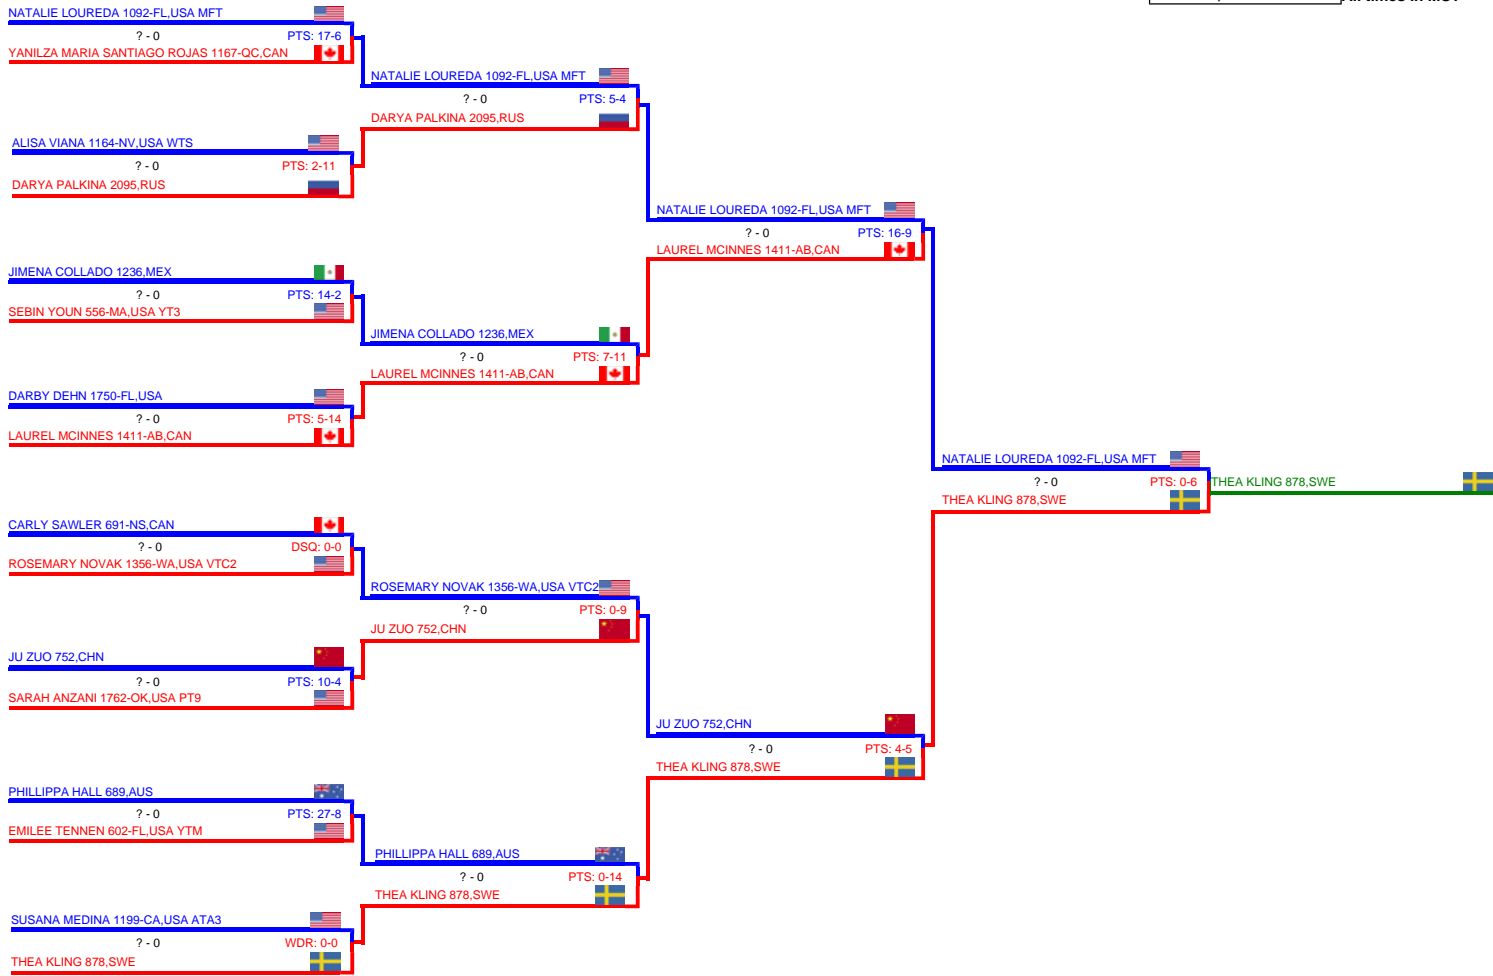 NATALIE LOUREDA 1092-FL,USA MFT
? - 0 PTS: 17-6
YANILZA MARIA SANTIAGO ROJAS 1167-QC,CAN
NATALIE LOUREDA 1092-FL,USA MFT
? - 0 PTS: 5-4
DARYA PALKINA 2095,RUS
ALISA VIANA 1164-NV,USA WTS
? - 0 PTS: 2-11
DARYA PALKINA 2095,RUS
NATALIE LOUREDA 1092-FL,USA MFT
? - 0 PTS: 16-9
LAUREL MCINNES 1411-AB,CAN
JIMENA COLLADO 1236,MEX
? - 0 PTS: 14-2
SEBIN YOUN 556-MA,USA YT3
JIMENA COLLADO 1236,MEX
? - 0 PTS: 7-11
LAUREL MCINNES 1411-AB,CAN
DARBY DEHN 1750-FL,USA
? - 0 PTS: 5-14
LAUREL MCINNES 1411-AB,CAN
NATALIE LOUREDA 1092-FL,USA MFT
? - 0 PTS: 0-6
THEA KLING 878,SWE
THEA KLING 878,SWE
CARLY SAWLER 691-NS,CAN
? - 0 DSQ: 0-0
ROSEMARY NOVAK 1356-WA,USA VTC2
ROSEMARY NOVAK 1356-WA,USA VTC2
? - 0 PTS: 0-9
JU ZUO 752,CHN
JU ZUO 752,CHN
? - 0 PTS: 10-4
SARAH ANZANI 1762-OK,USA PT9
JU ZUO 752,CHN
? - 0 PTS: 4-5
THEA KLING 878,SWE
PHILLIPPA HALL 689,AUS
? - 0 PTS: 27-8
EMILEE TENNEN 602-FL,USA YTM
PHILLIPPA HALL 689,AUS
? - 0 PTS: 0-14
THEA KLING 878,SWE
SUSANA MEDINA 1199-CA,USA ATA3
? - 0 WDR: 0-0
THEA KLING 878,SWE